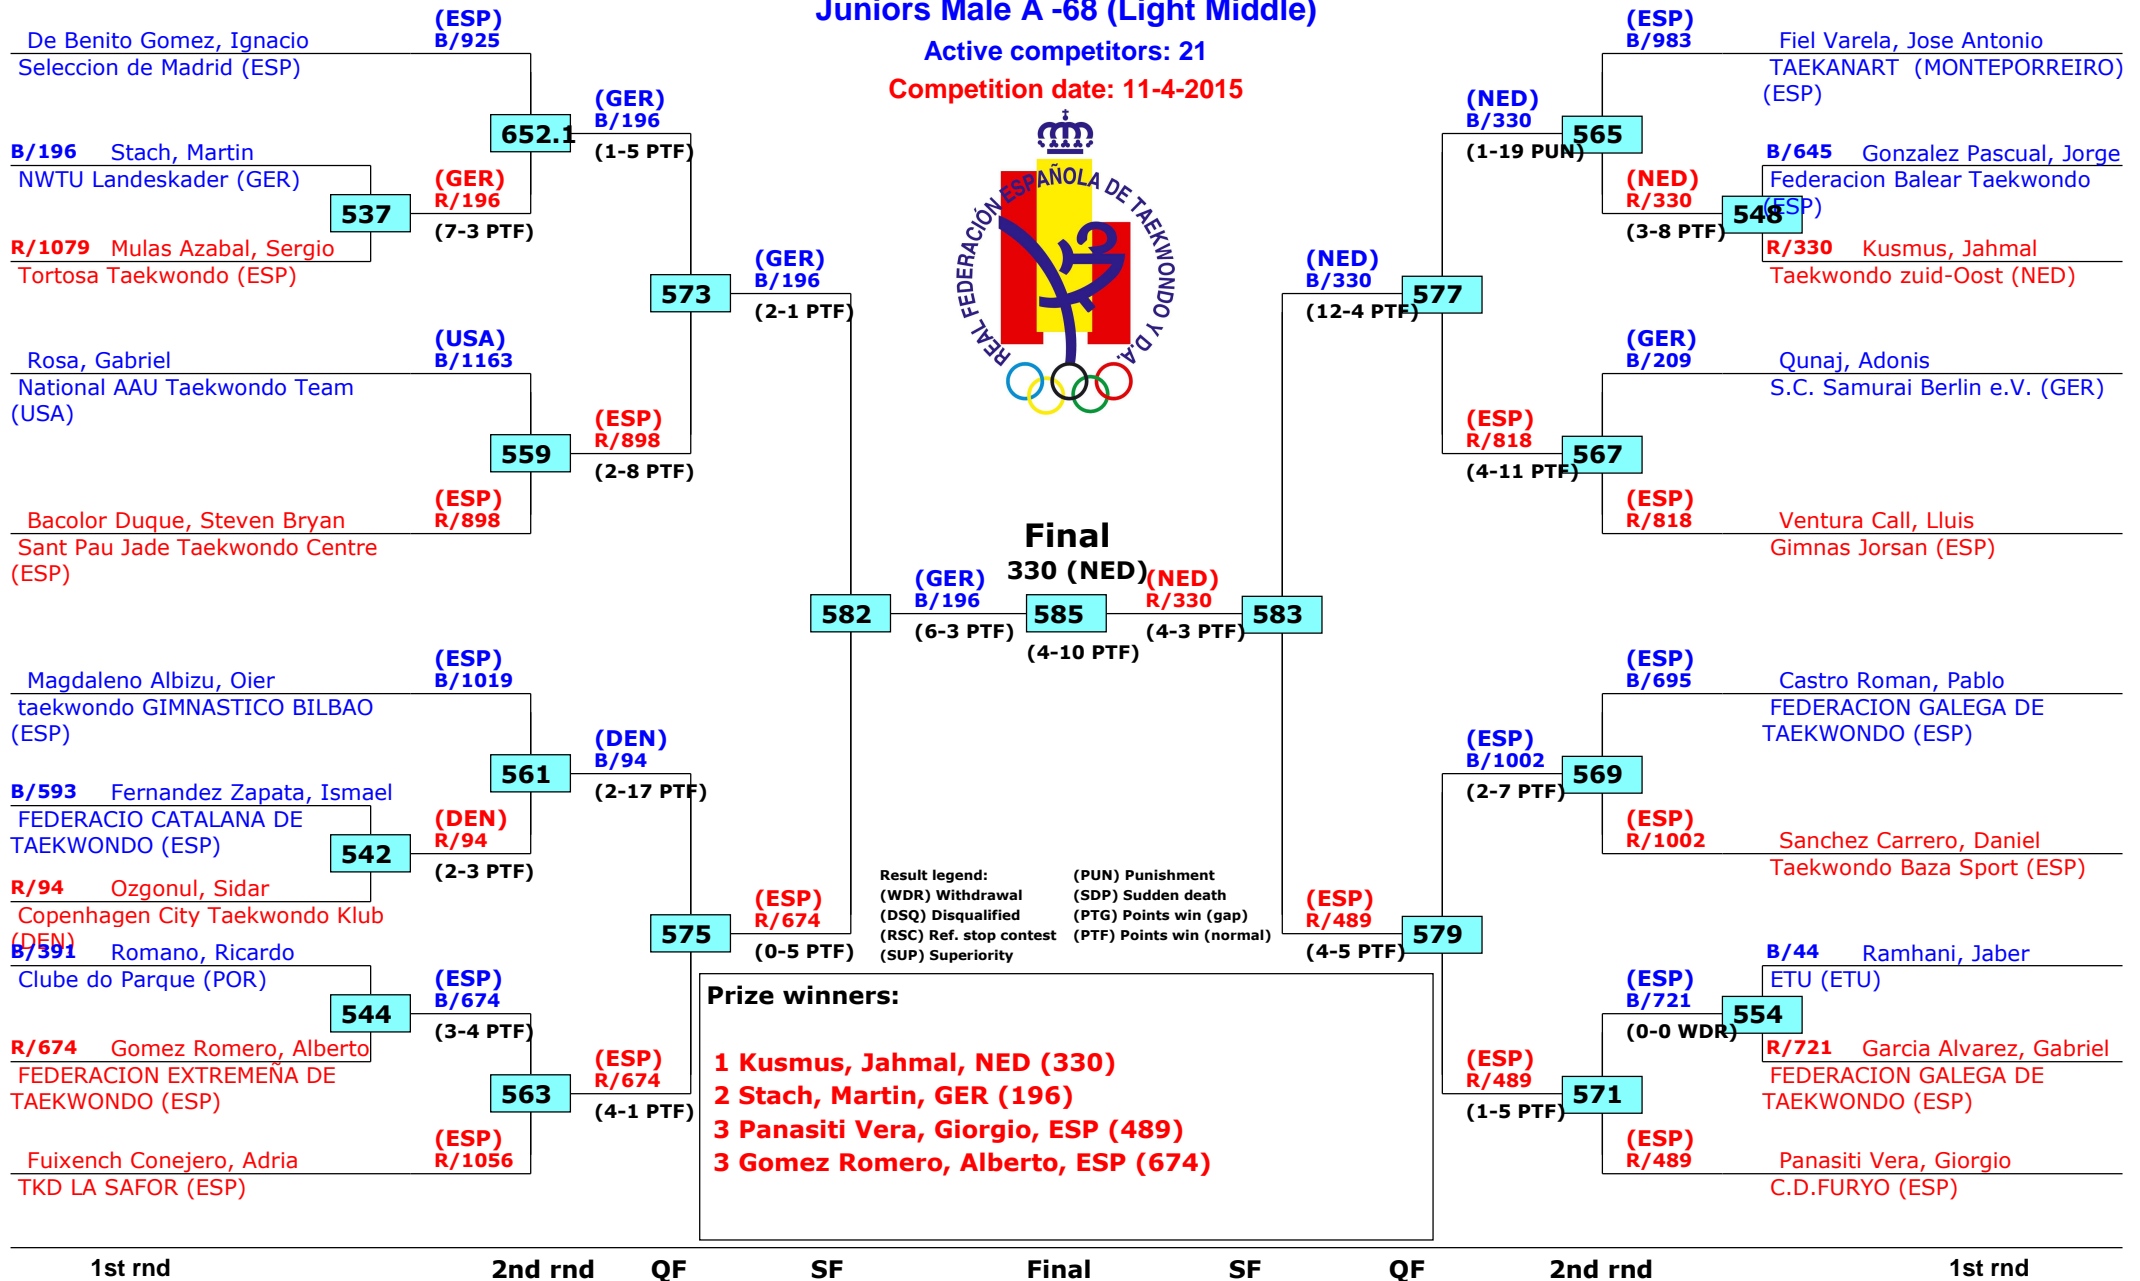 Juniors Male A -68 (Light Middle)
Active competitors: 21
Competition date: 11-4-2015
REAL FEDERACIÓN ESPAÑOLA DE TAEKWONDO Y D.A.
De Benito Gomez, Ignacio
Seleccion de Madrid (ESP)
(ESP)
B/925
B/196 Stach, Martin
NWTU Landeskader (GER)
R/1079 Mulas Azabal, Sergio
Tortosa Taekwondo (ESP)
537
(GER)
R/196
(7-3 PTF)
652.1
(GER)
B/196
(1-5 PTF)
Rosa, Gabriel
National AAU Taekwondo Team
(USA)
(USA)
B/1163
Bacolor Duque, Steven Bryan
Sant Pau Jade Taekwondo Centre
(ESP)
(ESP)
R/898
559
(ESP)
R/898
(2-8 PTF)
573
(GER)
B/196
(2-1 PTF)
Magdaleno Albizu, Oier
taekwondo GIMNASTICO BILBAO
(ESP)
(ESP)
B/1019
B/593 Fernandez Zapata, Ismael
FEDERACIO CATALANA DE
TAEKWONDO (ESP)
R/94 Ozgonul, Sidar
Copenhagen City Taekwondo Klub
(DEN)
542
(DEN)
R/94
(2-3 PTF)
561
(DEN)
B/94
(2-17 PTF)
B/391 Romano, Ricardo
Clube do Parque (POR)
R/674 Gomez Romero, Alberto
FEDERACION EXTREMEÑA DE
TAEKWONDO (ESP)
544
(ESP)
B/674
(3-4 PTF)
Fuixench Conejero, Adria
TKD LA SAFOR (ESP)
(ESP)
R/1056
563
(ESP)
R/674
(4-1 PTF)
575
(ESP)
R/674
(0-5 PTF)
582
(GER)
B/196
(6-3 PTF)
Final
330 (NED)
585
(4-10 PTF)
(NED)
R/330
(4-3 PTF)
583
(NED)
B/330
(12-4 PTF)
577
(NED)
B/330
(1-19 PUN)
565
(ESP)
B/983
Fiel Varela, Jose Antonio
TAEKANART (MONTEPORREIRO)
(ESP)
(NED)
R/330
(3-8 PTF)
548
B/645 Gonzalez Pascual, Jorge
Federacion Balear Taekwondo
(ESP)
R/330 Kusmus, Jahmal
Taekwondo zuid-Oost (NED)
(ESP)
R/818
(4-11 PTF)
567
(GER)
B/209
Qunaj, Adonis
S.C. Samurai Berlin e.V. (GER)
(ESP)
R/818
Ventura Call, Lluis
Gimnas Jorsan (ESP)
(ESP)
R/489
(4-5 PTF)
579
(ESP)
B/1002
(2-7 PTF)
569
(ESP)
B/695
Castro Roman, Pablo
FEDERACION GALEGA DE
TAEKWONDO (ESP)
(ESP)
R/1002
Sanchez Carrero, Daniel
Taekwondo Baza Sport (ESP)
(ESP)
R/489
(1-5 PTF)
571
(ESP)
B/721
(0-0 WDR)
554
B/44 Ramhani, Jaber
ETU (ETU)
R/721 Garcia Alvarez, Gabriel
FEDERACION GALEGA DE
TAEKWONDO (ESP)
(ESP)
R/489
Panasiti Vera, Giorgio
C.D.FURYO (ESP)
Result legend:
(WDR) Withdrawal
(DSQ) Disqualified
(RSC) Ref. stop contest
(SUP) Superiority
(PUN) Punishment
(SDP) Sudden death
(PTG) Points win (gap)
(PTF) Points win (normal)
Prize winners:
1 Kusmus, Jahmal, NED (330)
2 Stach, Martin, GER (196)
3 Panasiti Vera, Giorgio, ESP (489)
3 Gomez Romero, Alberto, ESP (674)
1st rnd 2nd rnd QF SF Final SF QF 2nd rnd 1st rnd